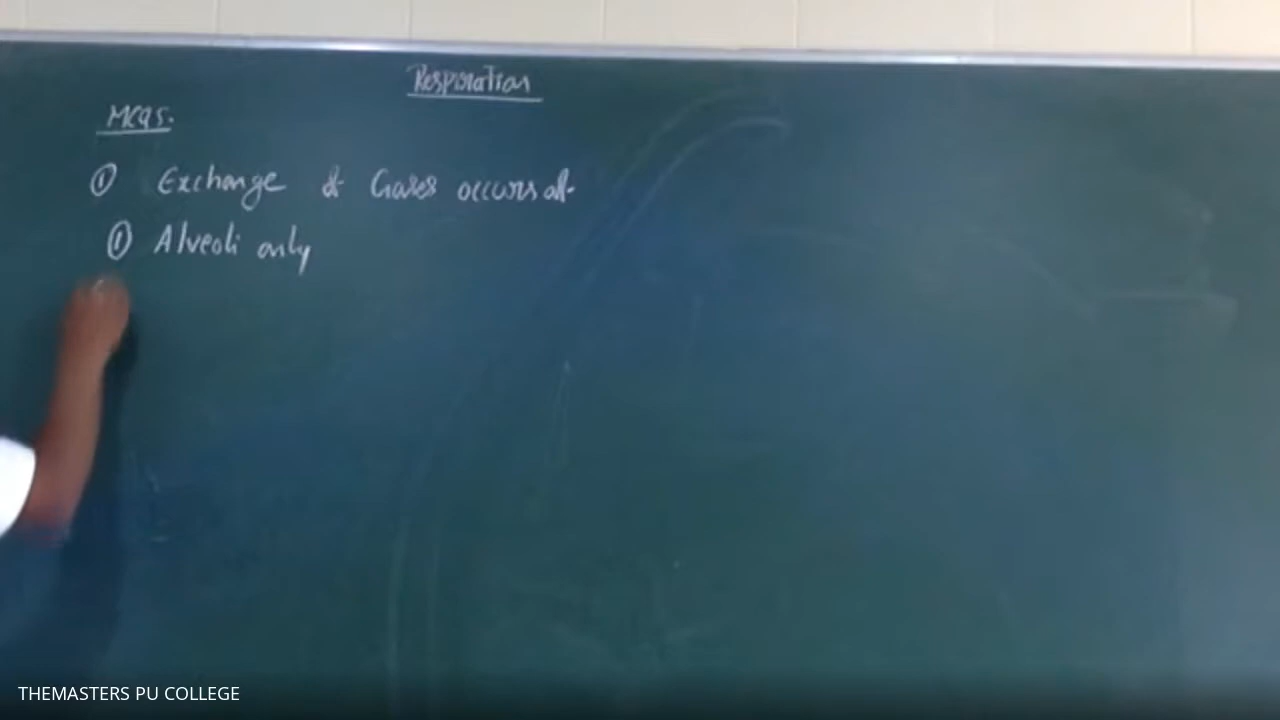 Respiration
MCQs.
① Exchange of Gases occurs at-
① Alveoli only
THEMASTERS PU COLLEGE